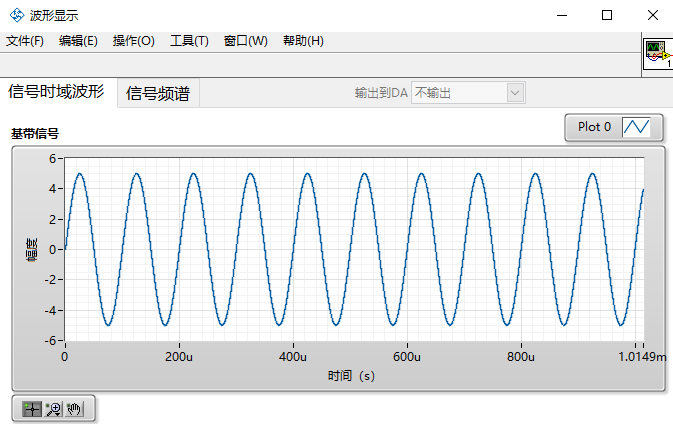 波形显示
文件(F) 编辑(E) 操作(O) 工具(T) 窗口(W) 帮助(H)
1
信号时域波形 信号频谱 输出到DA 不输出
基带信号 Plot 0
6
4
2
0
-2
-4
-6
幅度
0 200u 400u 600u 800u 1.0149m
时间（s）